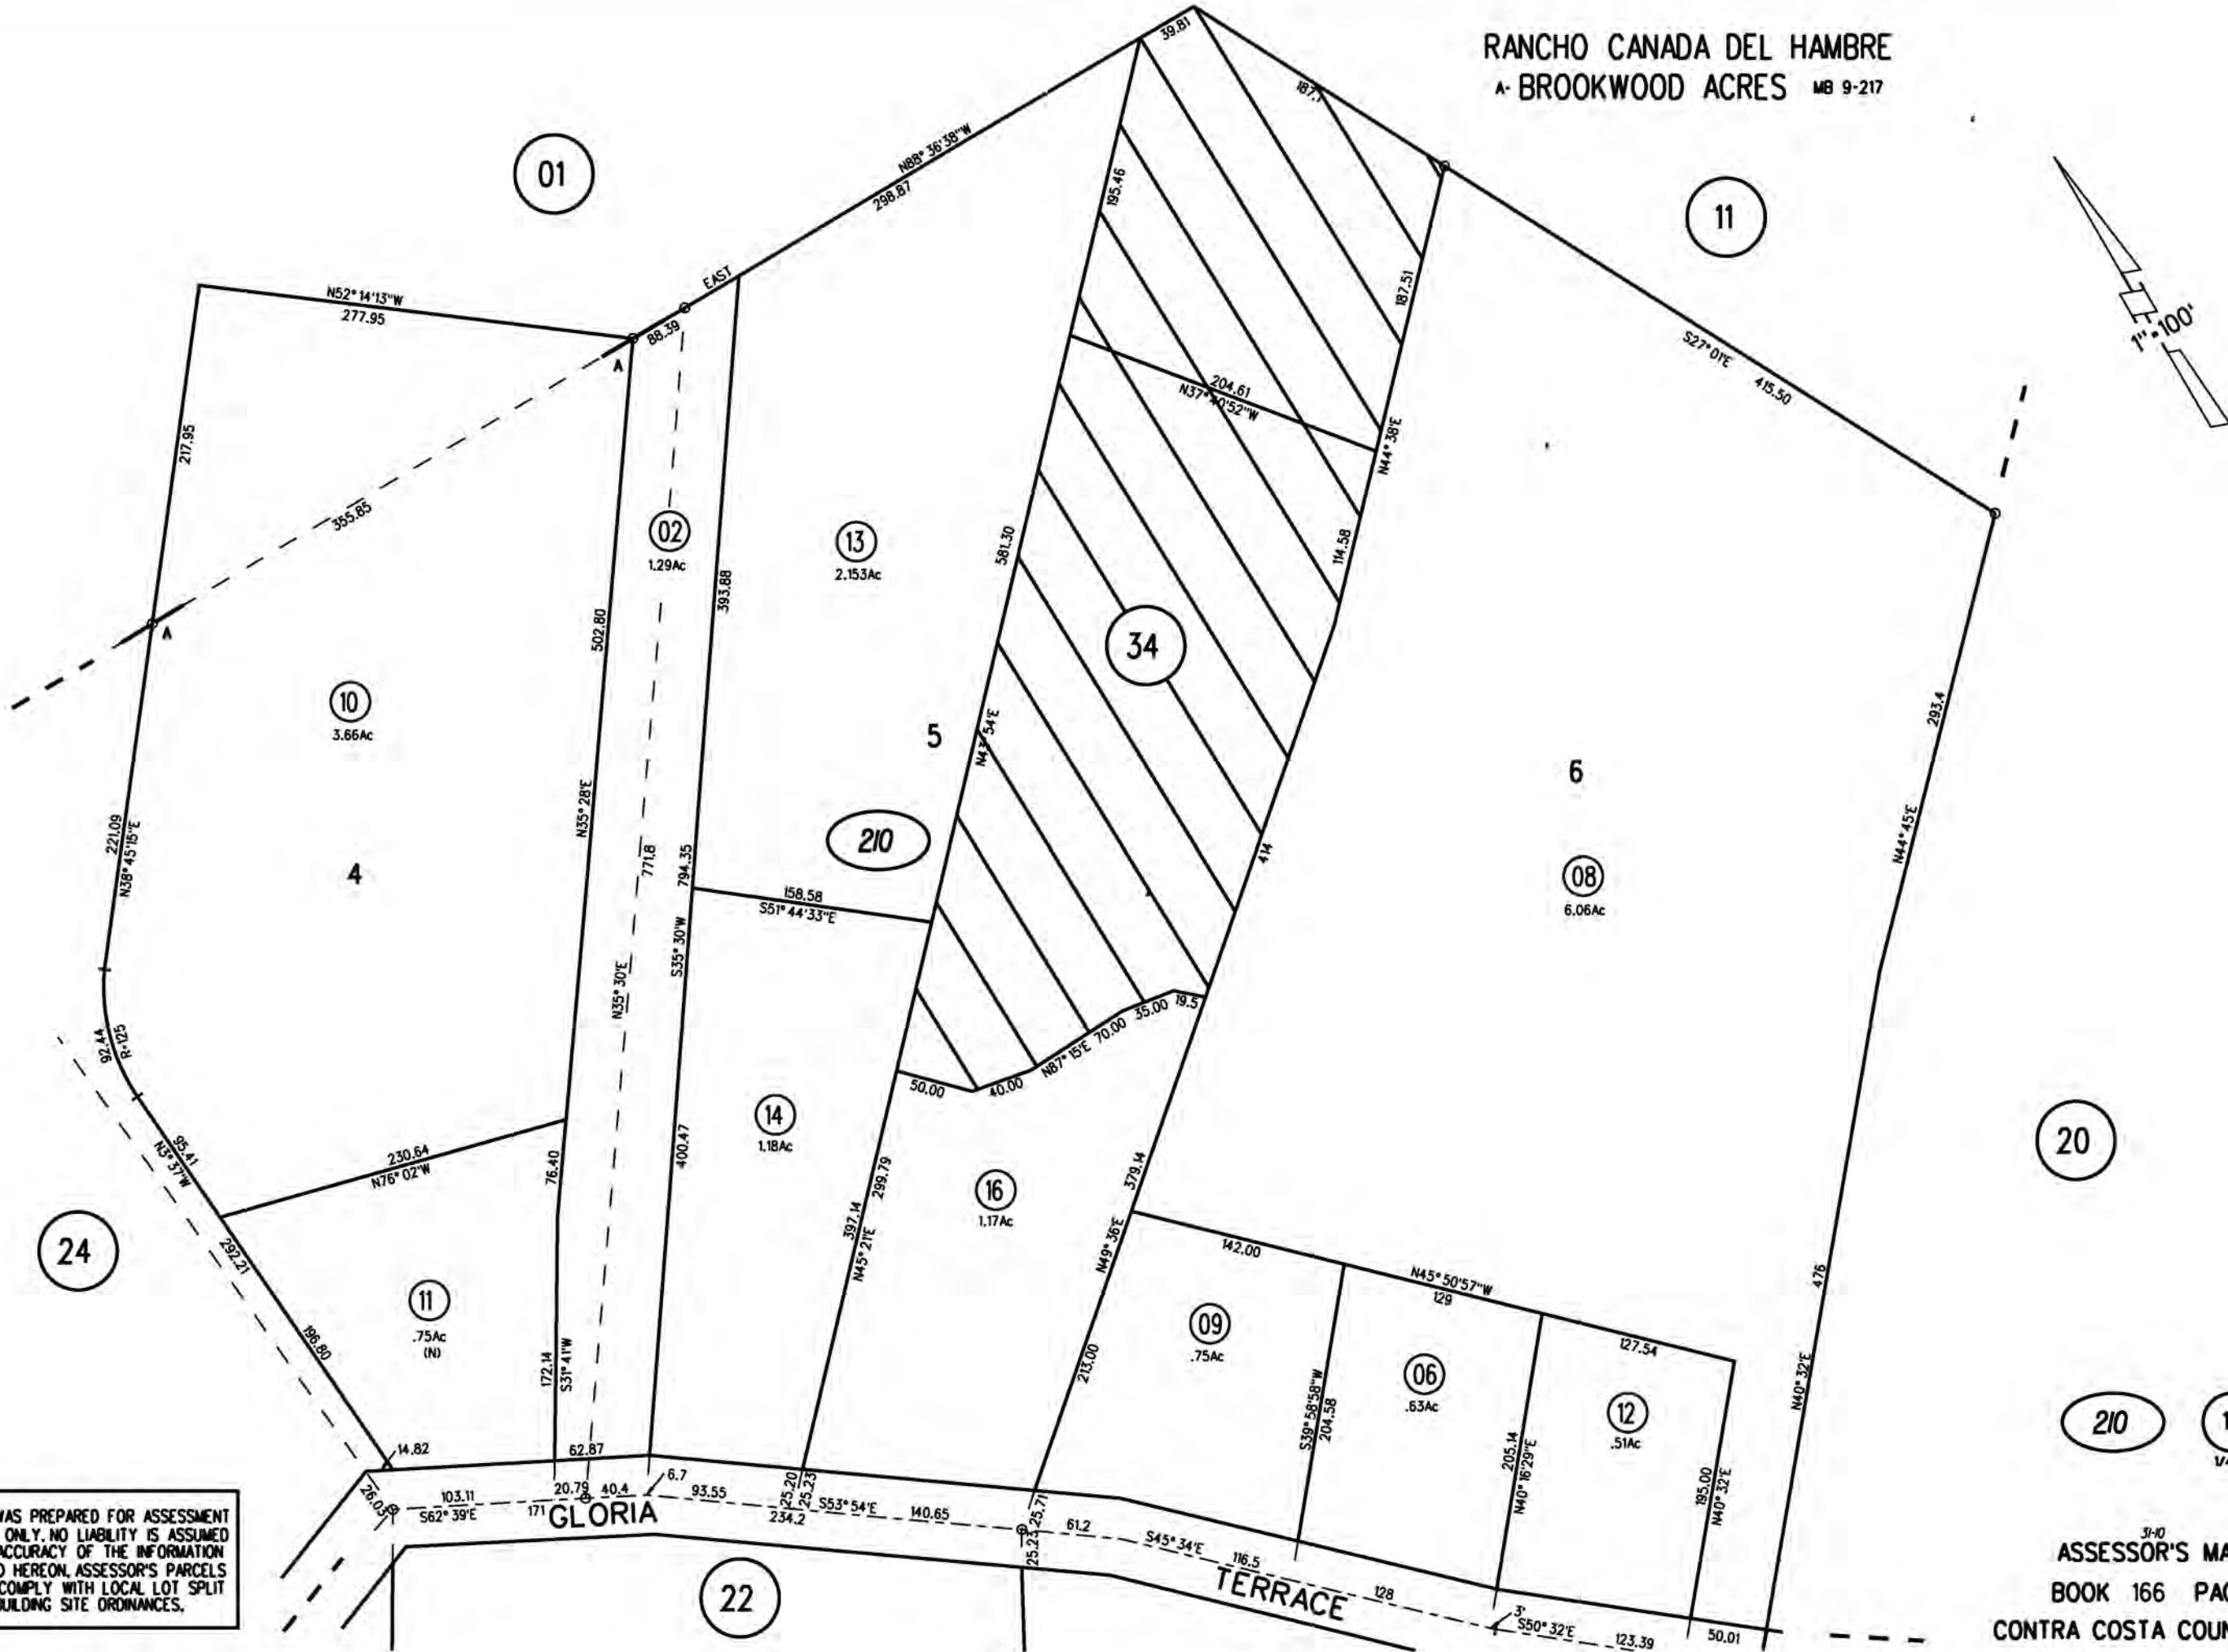 RANCHO CANADA DEL HAMBRE
A- BROOKWOOD ACRES MB 9-217
39.81
187.1
01
N88° 36'38"W
298.87
195.46
11
187.51
1"=100'
EAST
88.39
A
N52° 14'13"W
277.95
217.95
355.85
A
S27° 01'E
415.50
204.61
N37° 40'52"W
N44° 38'E
02
1.29Ac
13
2.153Ac
581.30
114.58
393.88
502.80
34
10
3.66Ac
5
N43° 54'E
6
293.4
N35° 28'E
771.8
794.35
210
414
N44° 45'E
221.09
N38° 45'15"E
4
08
6.06Ac
158.58
S51° 44'33"E
S35° 30'W
N35° 30'E
92.44
R=125
50.00
40.00
N87° 15'E
70.00
35.00
19.5
14
1.18Ac
400.47
20
95.41
N3° 37'W
230.64
N76° 02'W
76.40
299.79
397.14
N45° 21'E
16
1.17Ac
379.14
N49° 36'E
24
292.21
196.80
11
.75Ac
(N)
172.14
S31° 41'W
142.00
N45° 50'57"W
129
127.54
476
N40° 32'E
09
.75Ac
213.00
S39° 58'58"W
204.58
06
.63Ac
205.14
N40° 16'29"E
12
.51Ac
195.00
N40° 32'E
210
14.82
62.87
26.03
103.11
S62° 39'E
171
20.79
40.4
6.7
93.55
25.20
25.23
234.2
S53° 54'E
140.65
25.71
25.23
61.2
S45° 34'E
116.5
128
3'
S50° 32'E
123.39
50.01
GLORIA
TERRACE
22
WAS PREPARED FOR ASSESSMENT
ONLY. NO LIABILITY IS ASSUMED
ACCURACY OF THE INFORMATION
HEREON. ASSESSOR'S PARCELS
COMPLY WITH LOCAL LOT SPLIT
BUILDING SITE ORDINANCES.
31-10
ASSESSOR'S MA
BOOK 166 PA
CONTRA COSTA COUN